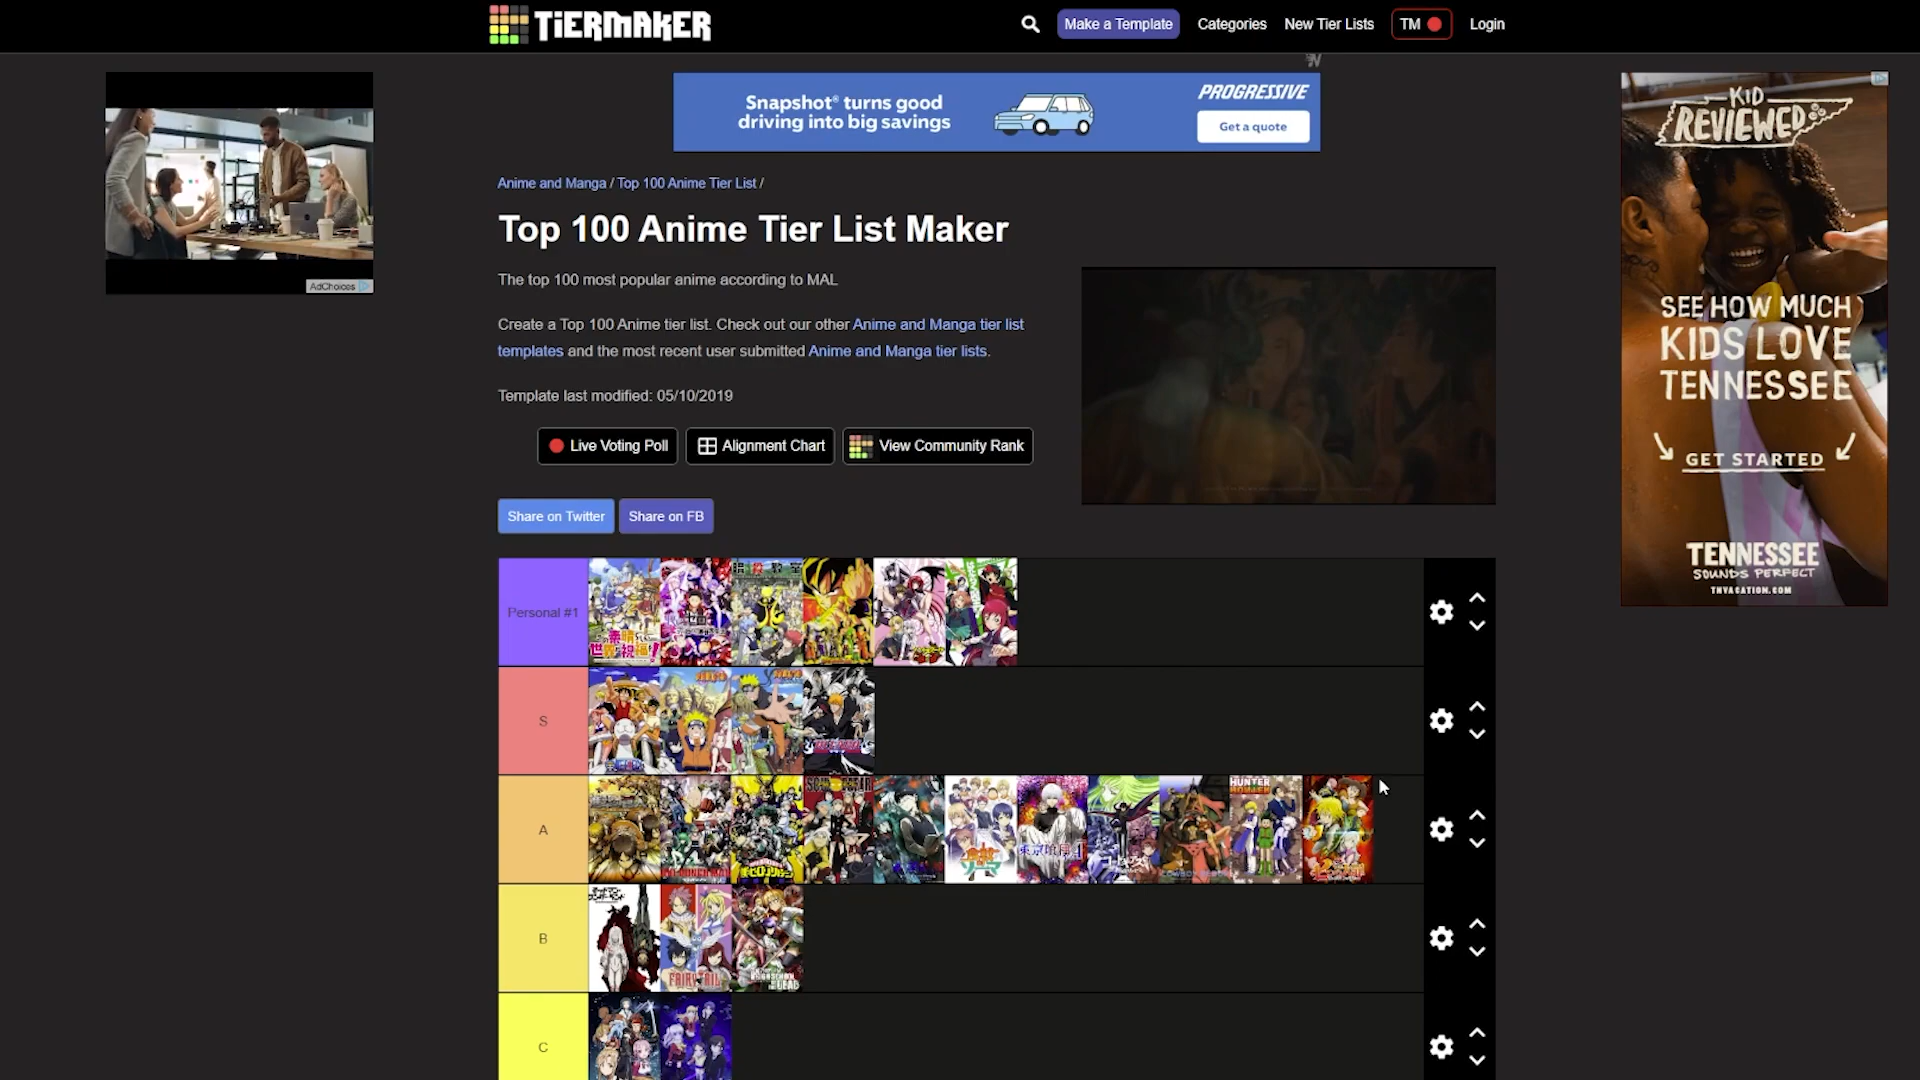 TiERMAKER
Make a Template
Categories
New Tier Lists
TM
Login
Snapshot® turns good
driving into big savings
PROGRESSIVE
Get a quote
AdChoices
KID
REVIEWED
SEE HOW MUCH
KIDS LOVE
TENNESSEE
GET STARTED
TENNESSEE
SOUNDS PERFECT
TNVACATION.COM
Anime and Manga / Top 100 Anime Tier List /
Top 100 Anime Tier List Maker
The top 100 most popular anime according to MAL
Create a Top 100 Anime tier list. Check out our other Anime and Manga tier list
templates and the most recent user submitted Anime and Manga tier lists.
Template last modified: 05/10/2019
Live Voting Poll
Alignment Chart
View Community Rank
Share on Twitter
Share on FB
Personal #1
S
A
HUNTER
B
FAIRY TAIL
C